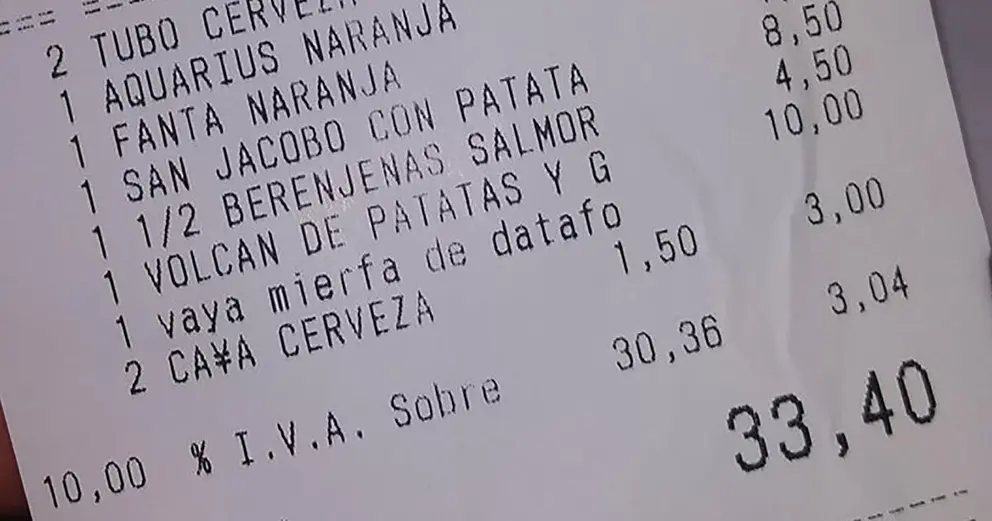 2 TUBO CERVEZA
1 AQUARIUS NARANJA
1 FANTA NARANJA 8,50
1 SAN JACOBO CON PATATA 4,50
1 1/2 BERENJENAS SALMOR 10,00
1 VOLCAN DE PATATAS Y G
1 vaya mierfa de datafo
2 CA¥A CERVEZA 1,50 3,00
10,00 % I.V.A. Sobre 30,36 3,04
33,40